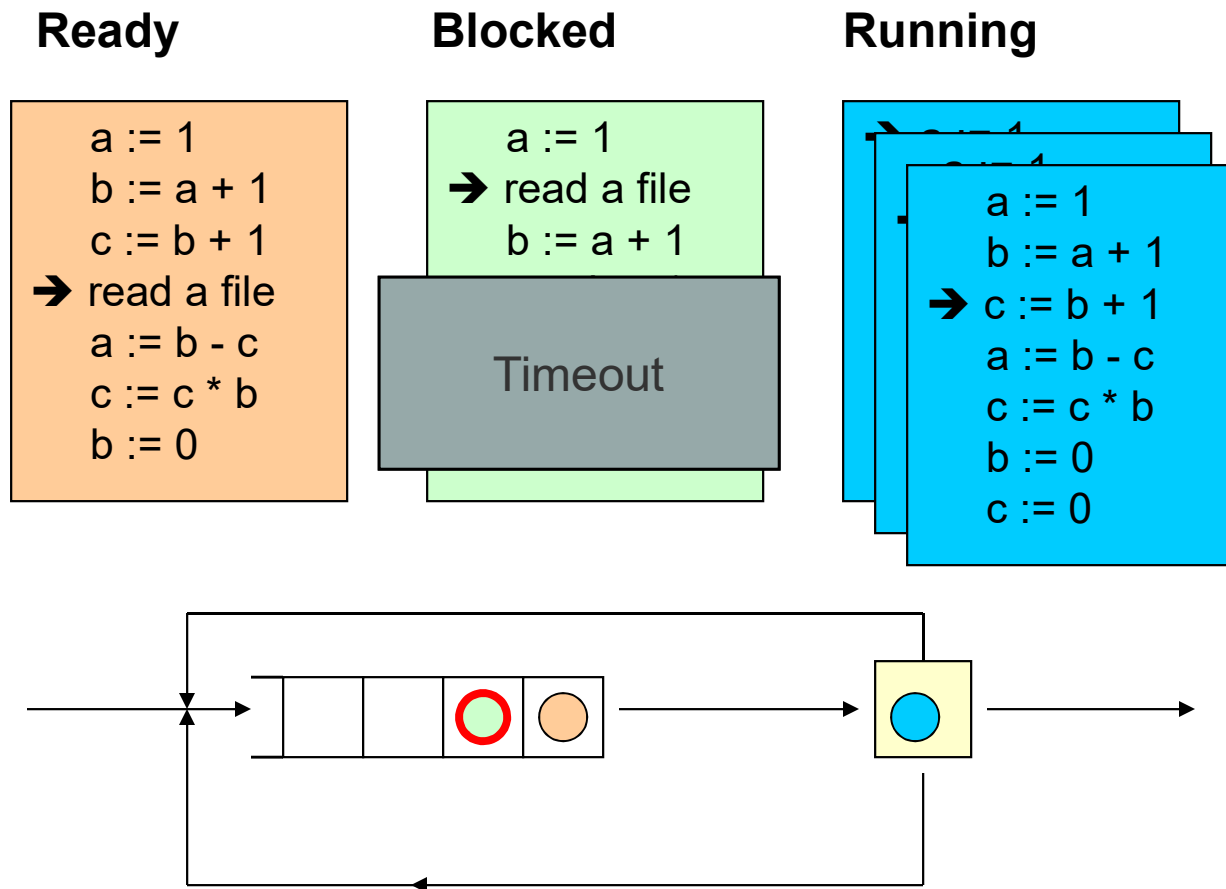 Ready
Blocked
Running
a := 1
b := a + 1
c := b + 1
➔ read a file
a := b - c
c := c * b
b := 0
a := 1
➔ read a file
b := a + 1
Timeout
a := 1
b := a + 1
➔ c := b + 1
a := b - c
c := c * b
b := 0
c := 0